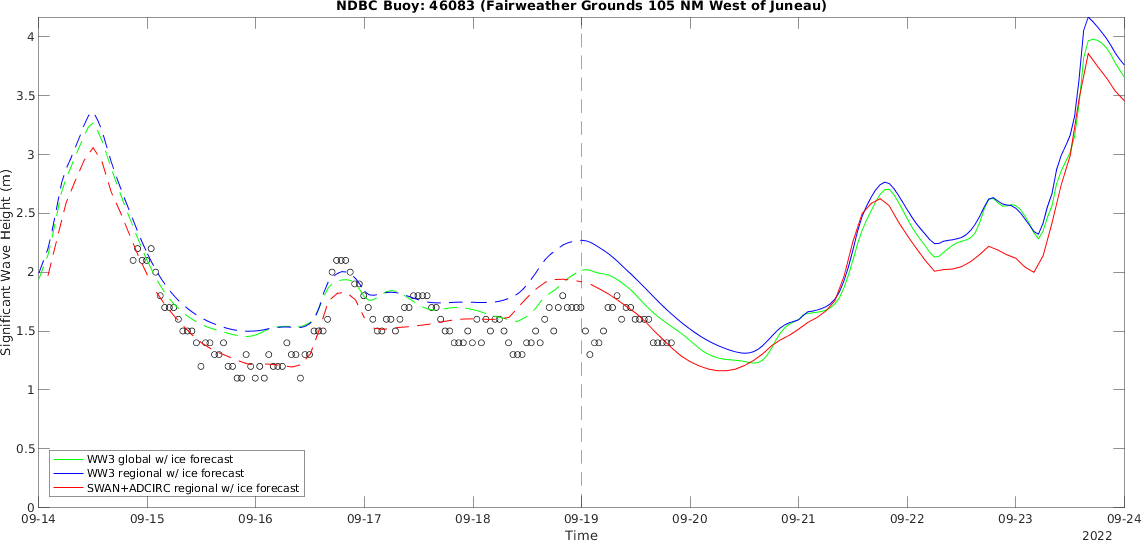 NDBC Buoy: 46083 (Fairweather Grounds 105 NM West of Juneau)
Significant Wave Height (m)
4
3.5
3
2.5
2
1.5
1
0.5
0
WW3 global w/ ice forecast
WW3 regional w/ ice forecast
SWAN+ADCIRC regional w/ ice forecast
09-14 09-15 09-16 09-17 09-18 09-19 09-20 09-21 09-22 09-23 09-24
Time
2022